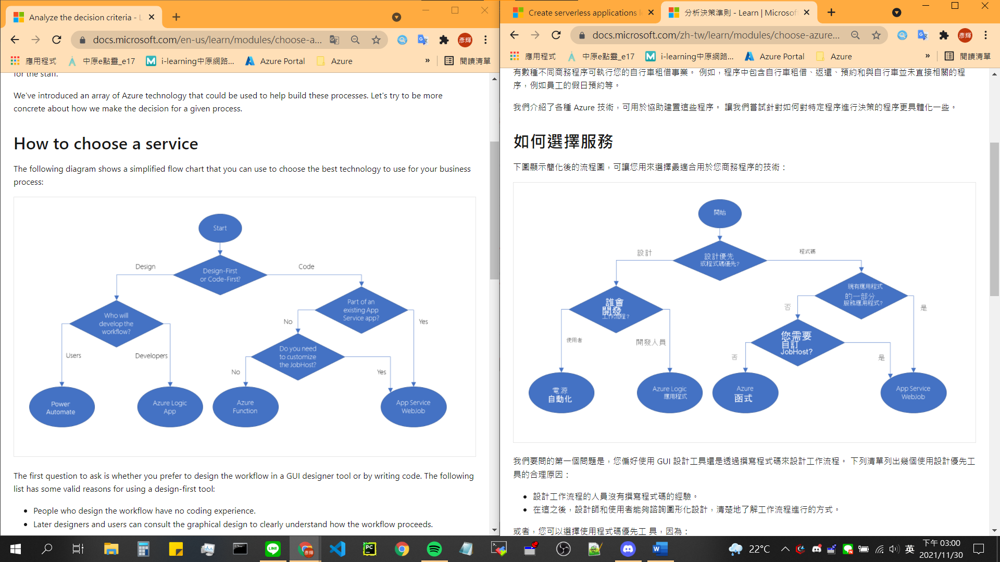 Analyze the decision criteria - L
docs.microsoft.com/en-us/learn/modules/choose-a...
彥輝
應用程式
中原e點靈_e17
i-learning中原網路...
Azure Portal
Azure
»
閱讀清單
for the staff.
We've introduced an array of Azure technology that could be used to help build these processes. Let's try to be more
concrete about how we make the decision for a given process.
How to choose a service
The following diagram shows a simplified flow chart that you can use to choose the best technology to use for your business
process:
Start
Design
Design-First
or Code-First?
Code
Who will
develop the
workflow?
Part of an
existing App
Service app?
No
Yes
Users
Developers
Do you need
to customize
the JobHost?
No
Yes
Power
Automate
Azure Logic
App
Azure
Function
App Service
WebJob
The first question to ask is whether you prefer to design the workflow in a GUI designer tool or by writing code. The following
list has some valid reasons for using a design-first tool:
• People who design the workflow have no coding experience.
• Later designers and users can consult the graphical design to clearly understand how the workflow proceeds.
Create serverless applications l
分析決策準則 - Learn | Microsof
docs.microsoft.com/zh-tw/learn/modules/choose-azure...
彥輝
應用程式
中原e點靈_e17
i-learning中原網路...
Azure Portal
Azure
»
閱讀清單
有數種不同商務程序可執行您的自行車租借事業。 例如，程序中包含自行車租借、返還、預約和與自行車並未直接相關的程
序，例如員工的假日預約等。
我們介紹了各種 Azure 技術，可用於協助建置這些程序。 讓我們嘗試針對如何對特定程序進行決策的程序更具體化一些。
如何選擇服務
下圖顯示簡化後的流程圖，可讓您用來選擇最適合用於您商務程序的技術：
開始
設計
設計優先
或程式碼優先?
程式碼
誰會
開發
工作流程？
現有應用程式
的一部分
服務應用程式?
否
是
使用者
開發人員
您需要
自訂
JobHost?
否
是
電源
自動化
Azure Logic
應用程式
Azure
函式
App Service
WebJob
我們要問的第一個問題是，您偏好使用 GUI 設計工具還是透過撰寫程式碼來設計工作流程。 下列清單列出幾個使用設計優先工
具的合理原因：
• 設計工作流程的人員沒有撰寫程式碼的經驗。
• 在這之後，設計師和使用者能夠諮詢圖形化設計，清楚地了解工作流程進行的方式。
或者，您可以選擇使用程式碼優先工 具，因為：
22°C
英
下午 03:00
2021/11/30